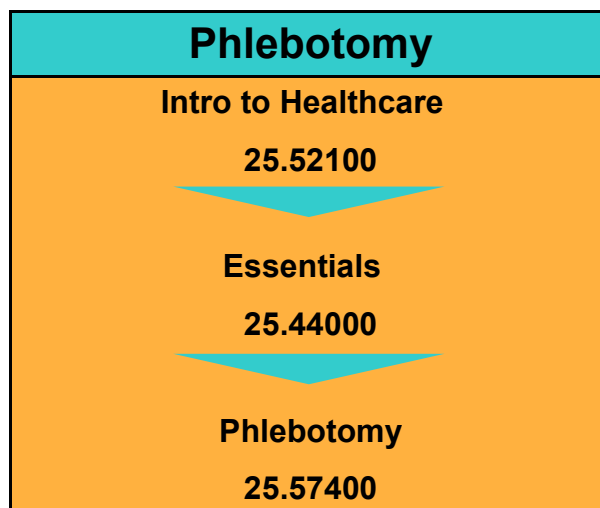 Phlebotomy
Intro to Healthcare
25.52100
Essentials
25.44000
Phlebotomy
25.57400